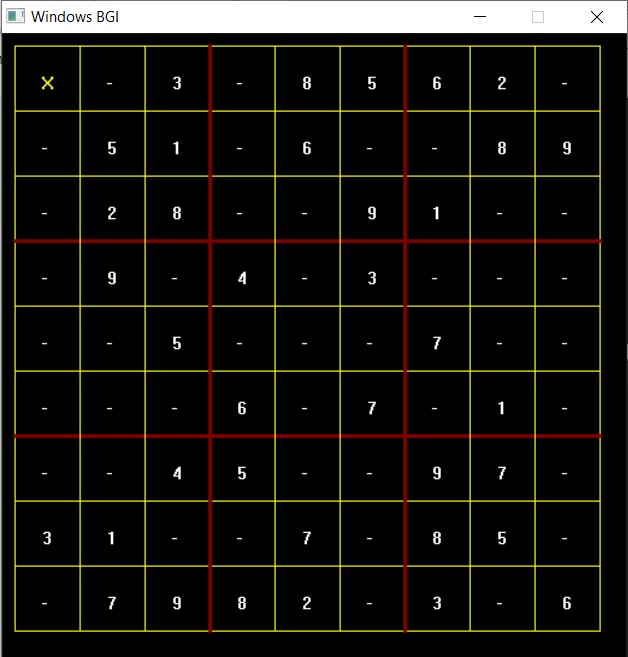 Windows BGI
X - 3 - 8 5 6 2 -
- 5 1 - 6 - - 8 9
- 2 8 - - 9 1 - -
- 9 - 4 - 3 - - -
- - 5 - - - 7 - -
- - - 6 - 7 - 1 -
- - 4 5 - - 9 7 -
3 1 - - 7 - 8 5 -
- 7 9 8 2 - 3 - 6